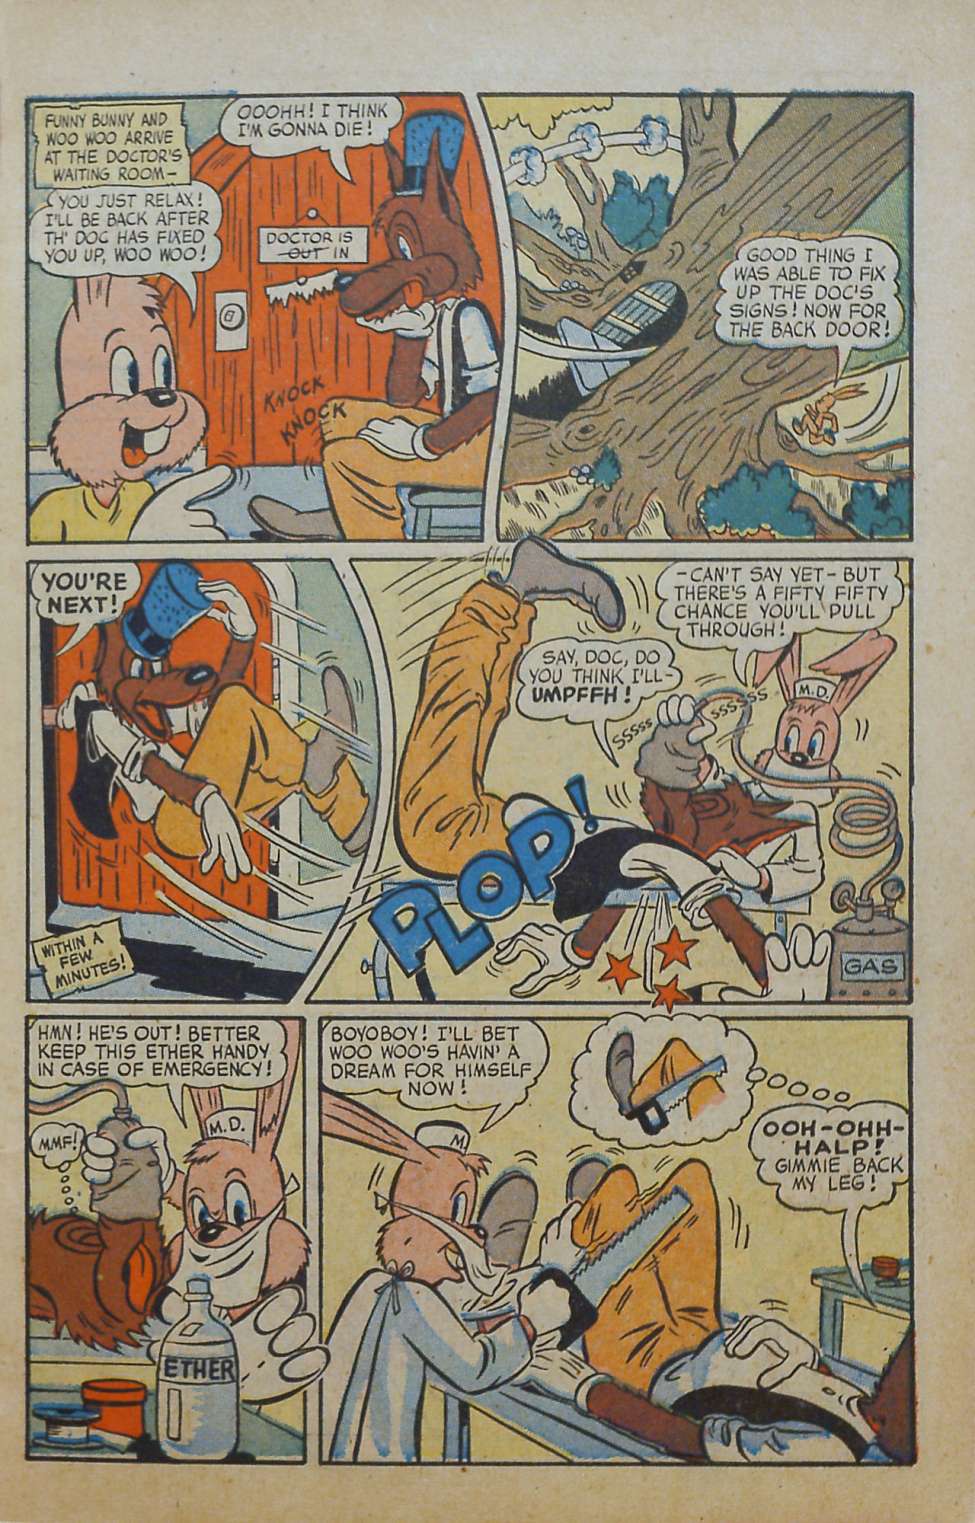 FUNNY BUNNY AND
WOO WOO ARRIVE
AT THE DOCTOR'S
WAITING ROOM-
OOOHH! I THINK
I'M GONNA DIE!
YOU JUST RELAX!
I'LL BE BACK AFTER
TH' DOC HAS FIXED
YOU UP, WOO WOO!
DOCTOR IS
OUT IN
KNOCK
KNOCK
GOOD THING I
WAS ABLE TO FIX
UP THE DOC'S
SIGNS! NOW FOR
THE BACK DOOR!
YOU'RE
NEXT!
WITHIN A
FEW
MINUTES!
SAY, DOC, DO
YOU THINK I'LL-
UMPFFH!
-CAN'T SAY YET- BUT
THERE'S A FIFTY FIFTY
CHANCE YOU'LL PULL
THROUGH!
M.D.
SSSSS
SSSSSS
PLOP!
GAS
HMN! HE'S OUT! BETTER
KEEP THIS ETHER HANDY
IN CASE OF EMERGENCY!
M.D.
MMF!
ETHER
BOYOBOY! I'LL BET
WOO WOO'S HAVIN' A
DREAM FOR HIMSELF
NOW!
M.
OOH-OHH-
HALP!
GIMMIE BACK
MY LEG!